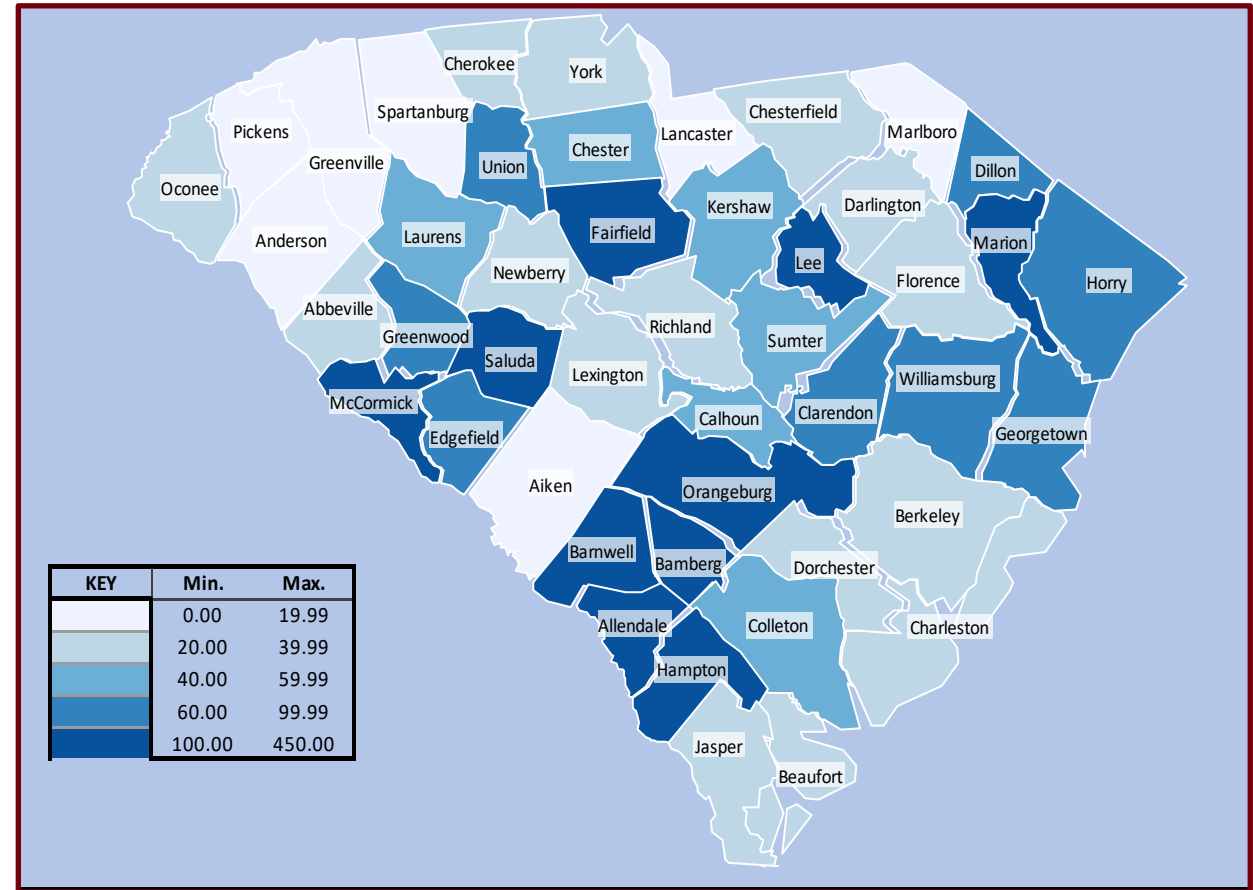 Cherokee
York
Spartanburg
Chesterfield
Pickens
Lancaster
Marlboro
Chester
Greenville
Union
Dillon
Oconee
Kershaw
Darlington
Fairfield
Laurens
Anderson
Marion
Lee
Newberry
Florence
Horry
Abbeville
Richland
Greenwood
Sumter
Saluda
Lexington
Williamsburg
McCormick
Clarendon
Calhoun
Georgetown
Edgefield
Aiken
Orangeburg
Berkeley
Barnwell
Bamberg
Dorchester
Allendale
Colleton
Charleston
Hampton
Jasper
Beaufort
KEY Min. Max.
0.00 19.99
20.00 39.99
40.00 59.99
60.00 99.99
100.00 450.00